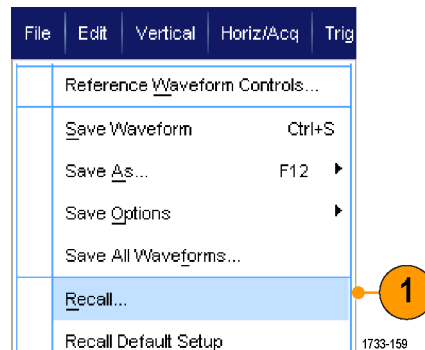 File Edit Vertical Horiz/Acq Trig
Reference Waveform Controls...
Save Waveform Ctrl+S
Save As... F12
Save Options
Save All Waveforms...
Recall...
1
Recall Default Setup
1733-159